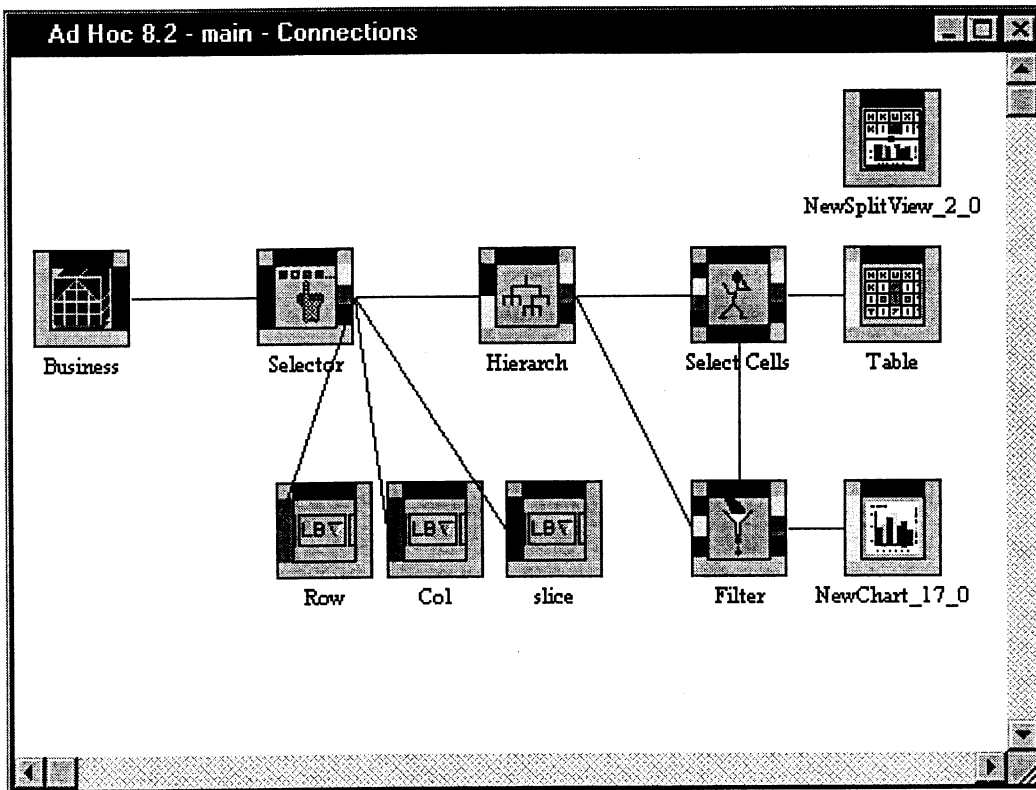 Ad Hoc 8.2 - main - Connections
NewSplitView_2_0
Business
Selector
Hierarch
Select Cells
Table
Row
Col
slice
Filter
NewChart_17_0